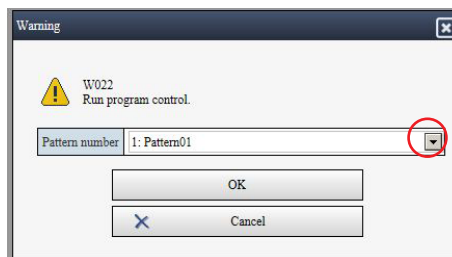 Warning
W022
Run program control.
Pattern number 1: Pattern01
OK
Cancel